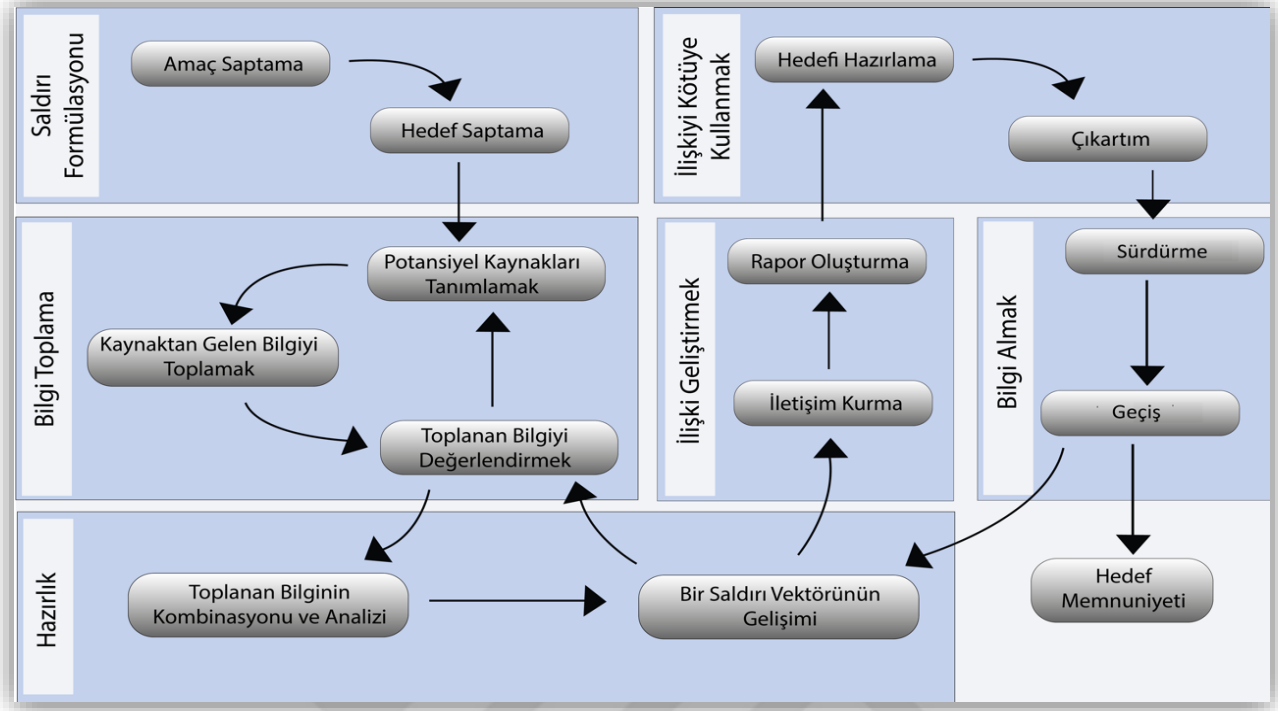 Saldırı
Formülasyonu
Amaç Saptama
Hedef Saptama
Bilgi Toplama
Potansiyel Kaynakları
Tanımlamak
Kaynaktan Gelen Bilgiyi
Toplamak
Toplanan Bilgiyi
Değerlendirmek
Hazırlık
Toplanan Bilginin
Kombinasyonu ve Analizi
Bir Saldırı Vektörünün
Gelişimi
İlişki Geliştirmek
İletişim Kurma
Rapor Oluşturma
İlişkiyi Kötüye
Kullanmak
Hedefi Hazırlama
Çıkartım
Bilgi Almak
Sürdürme
Geçiş
Hedef
Memnuniyeti